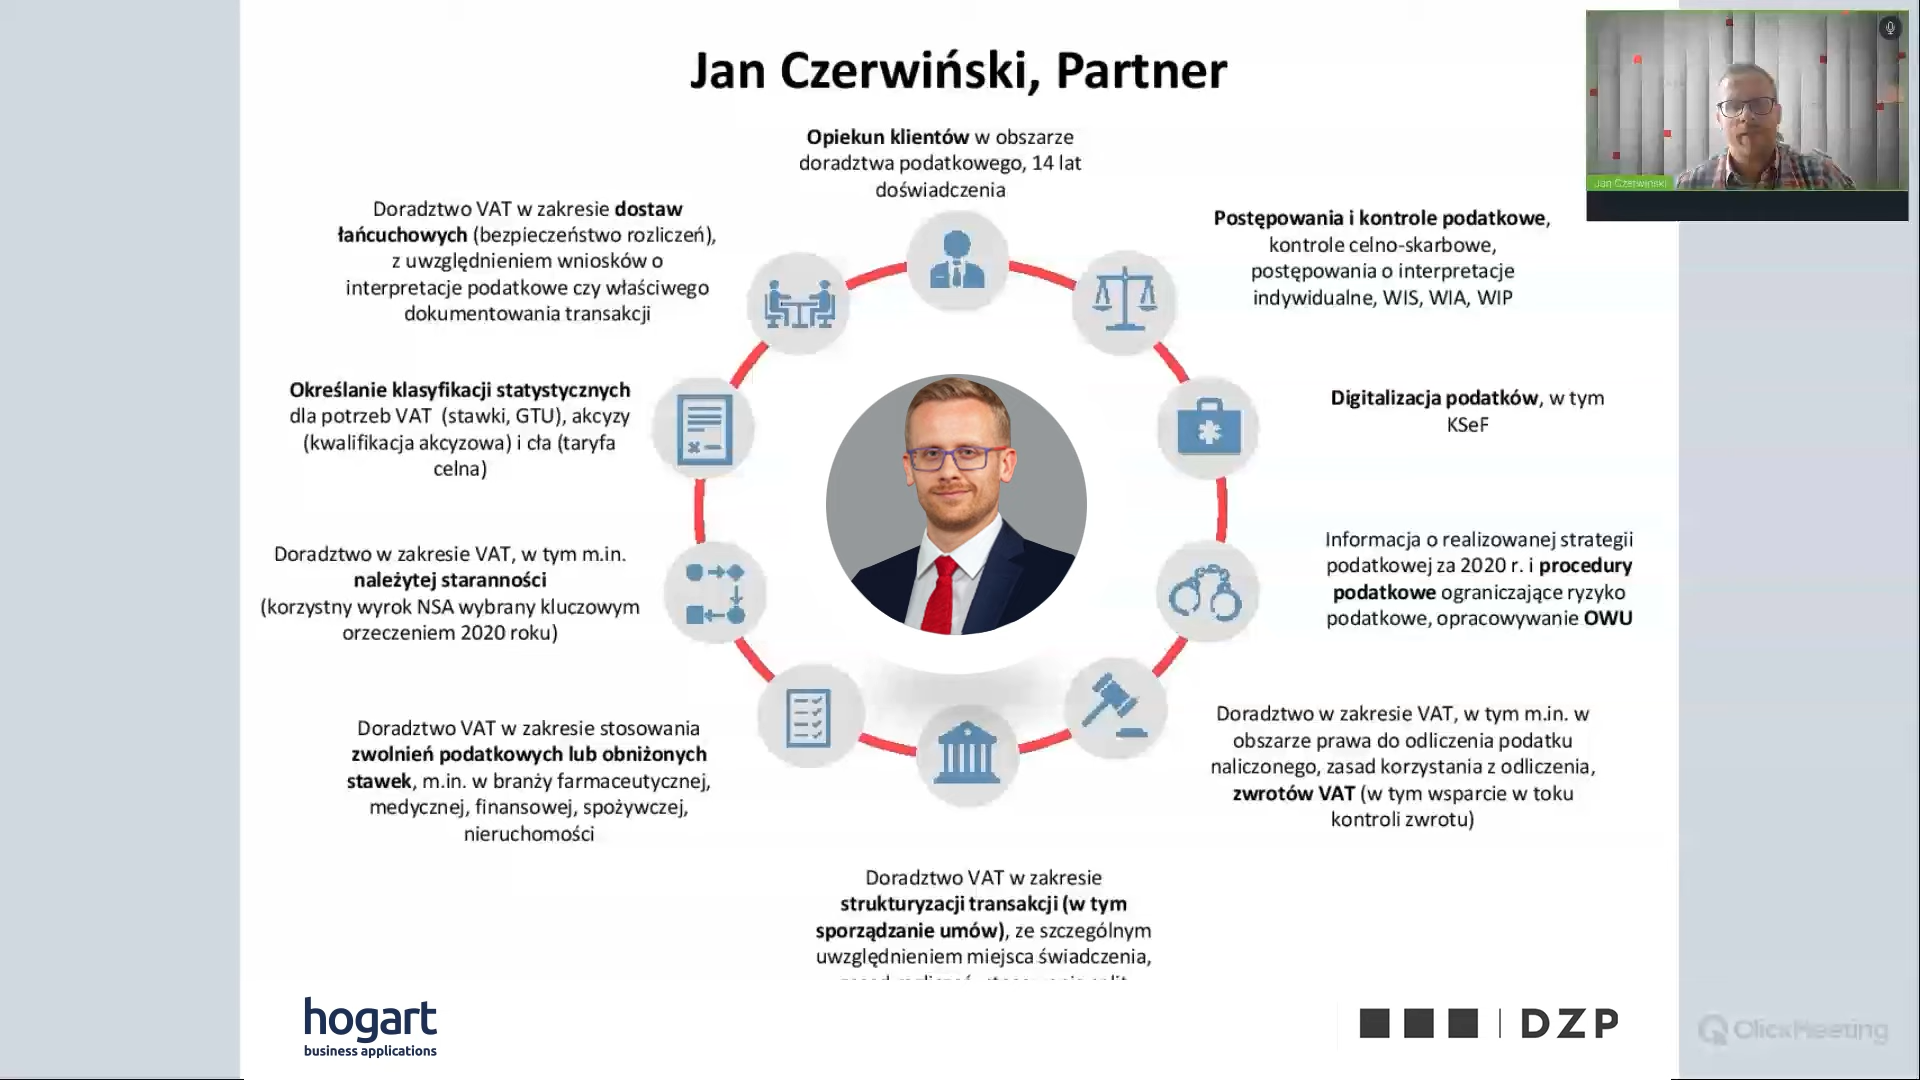 Jan Czerwiński, Partner
Opiekun klientów w obszarze
doradztwa podatkowego, 14 lat
doświadczenia
Jan Czerwiński
Doradztwo VAT w zakresie dostaw
łańcuchowych (bezpieczeństwo rozliczeń),
z uwzględnieniem wniosków o
interpretacje podatkowe czy właściwego
dokumentowania transakcji
Postępowania i kontrole podatkowe,
kontrole celno-skarbowe,
postępowania o interpretacje
indywidualne, WIS, WIA, WIP
Określanie klasyfikacji statystycznych
dla potrzeb VAT (stawki, GTU), akcyzy
(kwalifikacja akcyzowa) i cła (taryfa
celna)
Digitalizacja podatków, w tym
KSeF
Doradztwo w zakresie VAT, w tym m.in.
należytej staranności
(korzystny wyrok NSA wybrany kluczowym
orzeczeniem 2020 roku)
Informacja o realizowanej strategii
podatkowej za 2020 r. i procedury
podatkowe ograniczające ryzyko
podatkowe, opracowywanie OWU
Doradztwo VAT w zakresie stosowania
zwolnień podatkowych lub obniżonych
stawek, m.in. w branży farmaceutycznej,
medycznej, finansowej, spożywczej,
nieruchomości
Doradztwo w zakresie VAT, w tym m.in. w
obszarze prawa do odliczenia podatku
naliczonego, zasad korzystania z odliczenia,
zwrotów VAT (w tym wsparcie w toku
kontroli zwrotu)
Doradztwo VAT w zakresie
strukturyzacji transakcji (w tym
sporządzanie umów), ze szczególnym
uwzględnieniem miejsca świadczenia,
hogart
business applications
DZP
ClickMeeting